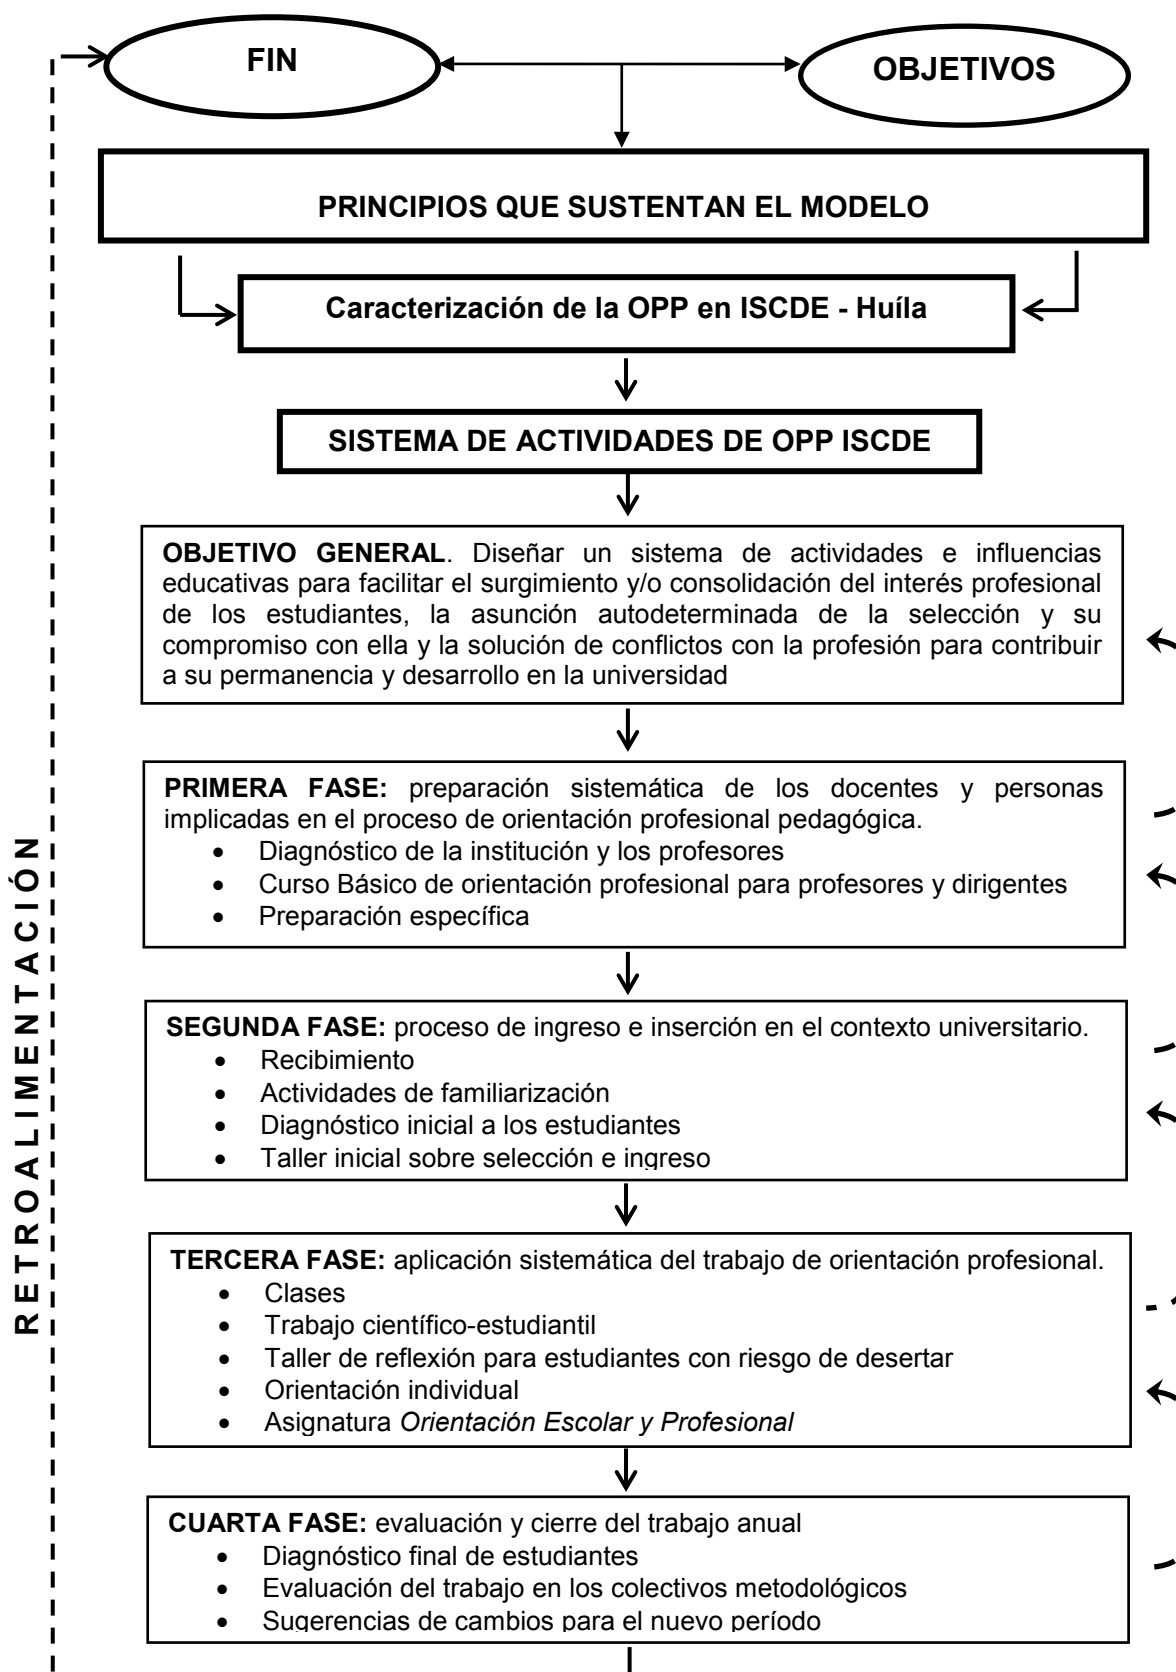 FIN
OBJETIVOS
PRINCIPIOS QUE SUSTENTAN EL MODELO
Caracterización de la OPP en ISCDE - Huíla
SISTEMA DE ACTIVIDADES DE OPP ISCDE
OBJETIVO GENERAL. Diseñar un sistema de actividades e influencias
educativas para facilitar el surgimiento y/o consolidación del interés profesional
de los estudiantes, la asunción autodeterminada de la selección y su
compromiso con ella y la solución de conflictos con la profesión para contribuir
a su permanencia y desarrollo en la universidad
PRIMERA FASE: preparación sistemática de los docentes y personas
implicadas en el proceso de orientación profesional pedagógica.
• Diagnóstico de la institución y los profesores
• Curso Básico de orientación profesional para profesores y dirigentes
• Preparación específica
SEGUNDA FASE: proceso de ingreso e inserción en el contexto universitario.
• Recibimiento
• Actividades de familiarización
• Diagnóstico inicial a los estudiantes
• Taller inicial sobre selección e ingreso
TERCERA FASE: aplicación sistemática del trabajo de orientación profesional.
• Clases
• Trabajo científico-estudiantil
• Taller de reflexión para estudiantes con riesgo de desertar
• Orientación individual
• Asignatura Orientación Escolar y Profesional
CUARTA FASE: evaluación y cierre del trabajo anual
• Diagnóstico final de estudiantes
• Evaluación del trabajo en los colectivos metodológicos
• Sugerencias de cambios para el nuevo período
RETROALIMENTACIÓN